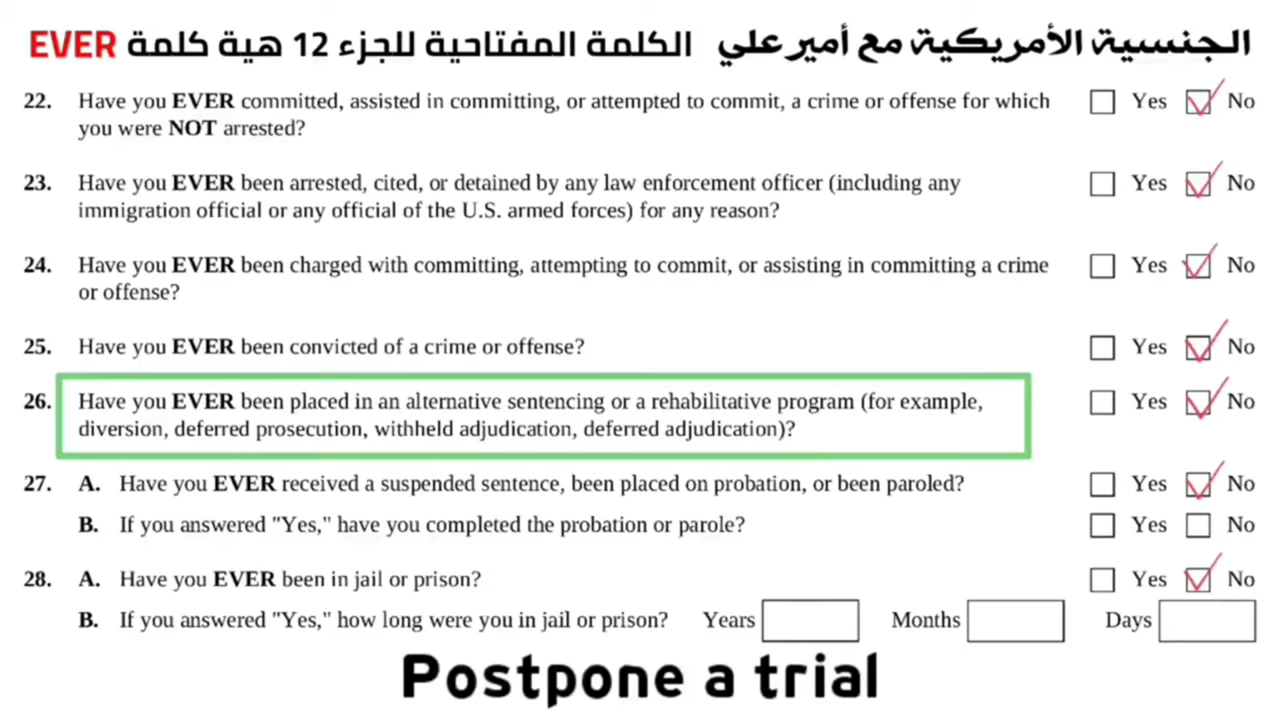 الجنسية الأمريكية مع أمير علي الكلمة المفتاحية للجزء 12 هية كلمة EVER
22. Have you EVER committed, assisted in committing, or attempted to commit, a crime or offense for which Yes No
you were NOT arrested?
23. Have you EVER been arrested, cited, or detained by any law enforcement officer (including any Yes No
immigration official or any official of the U.S. armed forces) for any reason?
24. Have you EVER been charged with committing, attempting to commit, or assisting in committing a crime Yes No
or offense?
25. Have you EVER been convicted of a crime or offense? Yes No
26. Have you EVER been placed in an alternative sentencing or a rehabilitative program (for example, Yes No
diversion, deferred prosecution, withheld adjudication, deferred adjudication)?
27. A. Have you EVER received a suspended sentence, been placed on probation, or been paroled? Yes No
B. If you answered "Yes," have you completed the probation or parole? Yes No
28. A. Have you EVER been in jail or prison? Yes No
B. If you answered "Yes," how long were you in jail or prison? Years Months Days
Postpone a trial